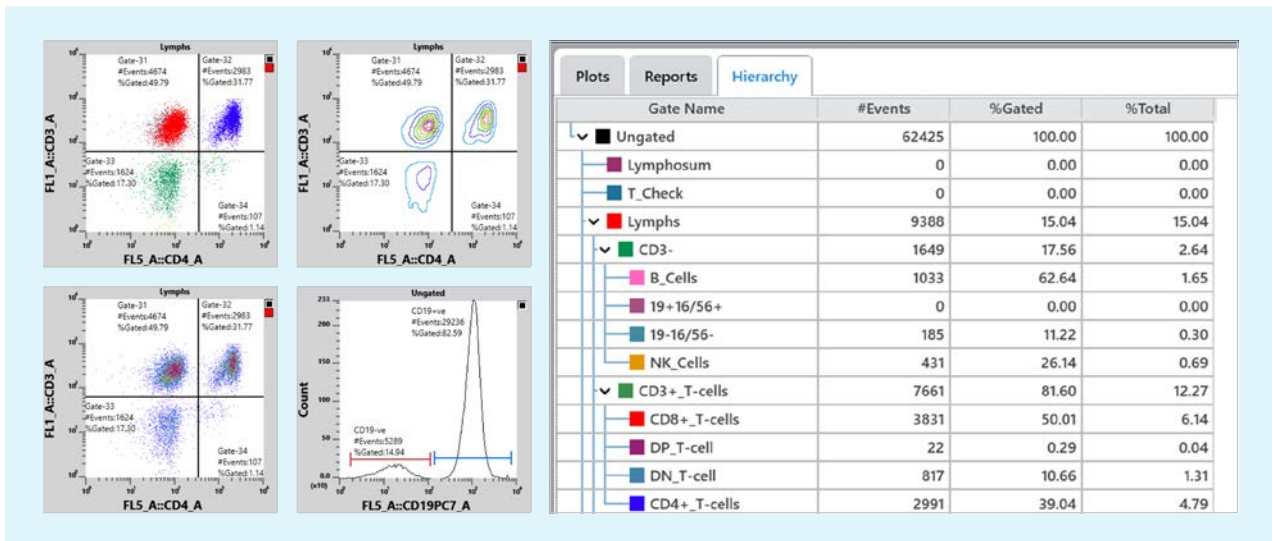 Lymphs
Gate-31
#Events:4674
%Gated:49.79
Gate-32
#Events:2983
%Gated:31.77
Gate-33
#Events:1624
%Gated:17.30
Gate-34
#Events:107
%Gated:1.14
FL1_A::CD3_A
FL5_A::CD4_A
Lymphs
Gate-31
#Events:4674
%Gated:49.79
Gate-32
#Events:2983
%Gated:31.77
Gate-33
#Events:1624
%Gated:17.30
Gate-34
#Events:107
%Gated:1.14
FL1_A::CD3_A
FL5_A::CD4_A
Lymphs
Gate-31
#Events:4674
%Gated:49.79
Gate-32
#Events:2983
%Gated:31.77
Gate-33
#Events:1624
%Gated:17.30
Gate-34
#Events:107
%Gated:1.14
FL1_A::CD3_A
FL5_A::CD4_A
Ungated
233
200
150
100
50
0.0
(x10)
CD19+ve
#Events:29236
%Gated:82.59
CD19-ve
#Events:5289
%Gated:14.94
Count
FL5_A::CD19PC7_A
Plots Reports Hierarchy
Gate Name #Events %Gated %Total
Ungated 62425 100.00 100.00
Lymphosum 0 0.00 0.00
T_Check 0 0.00 0.00
Lymphs 9388 15.04 15.04
CD3- 1649 17.56 2.64
B_Cells 1033 62.64 1.65
19+16/56+ 0 0.00 0.00
19-16/56- 185 11.22 0.30
NK_Cells 431 26.14 0.69
CD3+_T-cells 7661 81.60 12.27
CD8+_T-cells 3831 50.01 6.14
DP_T-cell 22 0.29 0.04
DN_T-cell 817 10.66 1.31
CD4+_T-cells 2991 39.04 4.79